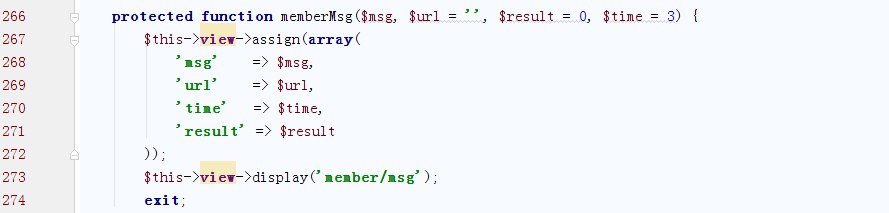 266 protected function memberMsg($msg, $url = '', $result = 0, $time = 3) {
267 $this->view->assign(array(
268 'msg' => $msg,
269 'url' => $url,
270 'time' => $time,
271 'result' => $result
272 ));
273 $this->view->display('member/msg');
274 exit;